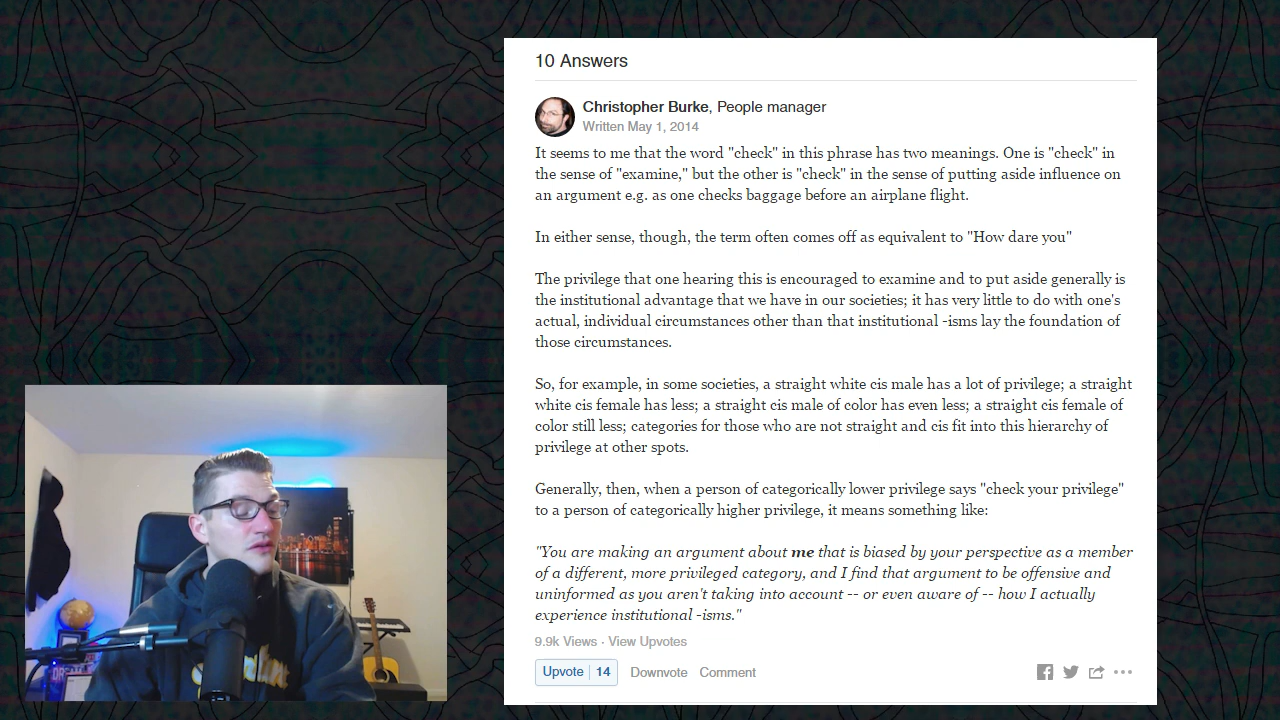 10 Answers
Christopher Burke, People manager
Written May 1, 2014
It seems to me that the word "check" in this phrase has two meanings. One is "check" in
the sense of "examine," but the other is "check" in the sense of putting aside influence on
an argument e.g. as one checks baggage before an airplane flight.
In either sense, though, the term often comes off as equivalent to "How dare you"
The privilege that one hearing this is encouraged to examine and to put aside generally is
the institutional advantage that we have in our societies; it has very little to do with one's
actual, individual circumstances other than that institutional -isms lay the foundation of
those circumstances.
So, for example, in some societies, a straight white cis male has a lot of privilege; a straight
white cis female has less; a straight cis male of color has even less; a straight cis female of
color still less; categories for those who are not straight and cis fit into this hierarchy of
privilege at other spots.
Generally, then, when a person of categorically lower privilege says "check your privilege"
to a person of categorically higher privilege, it means something like:
"You are making an argument about me that is biased by your perspective as a member
of a different, more privileged category, and I find that argument to be offensive and
uninformed as you aren't taking into account -- or even aware of -- how I actually
experience institutional -isms."
9.9k Views · View Upvotes
Upvote | 14 Downvote Comment